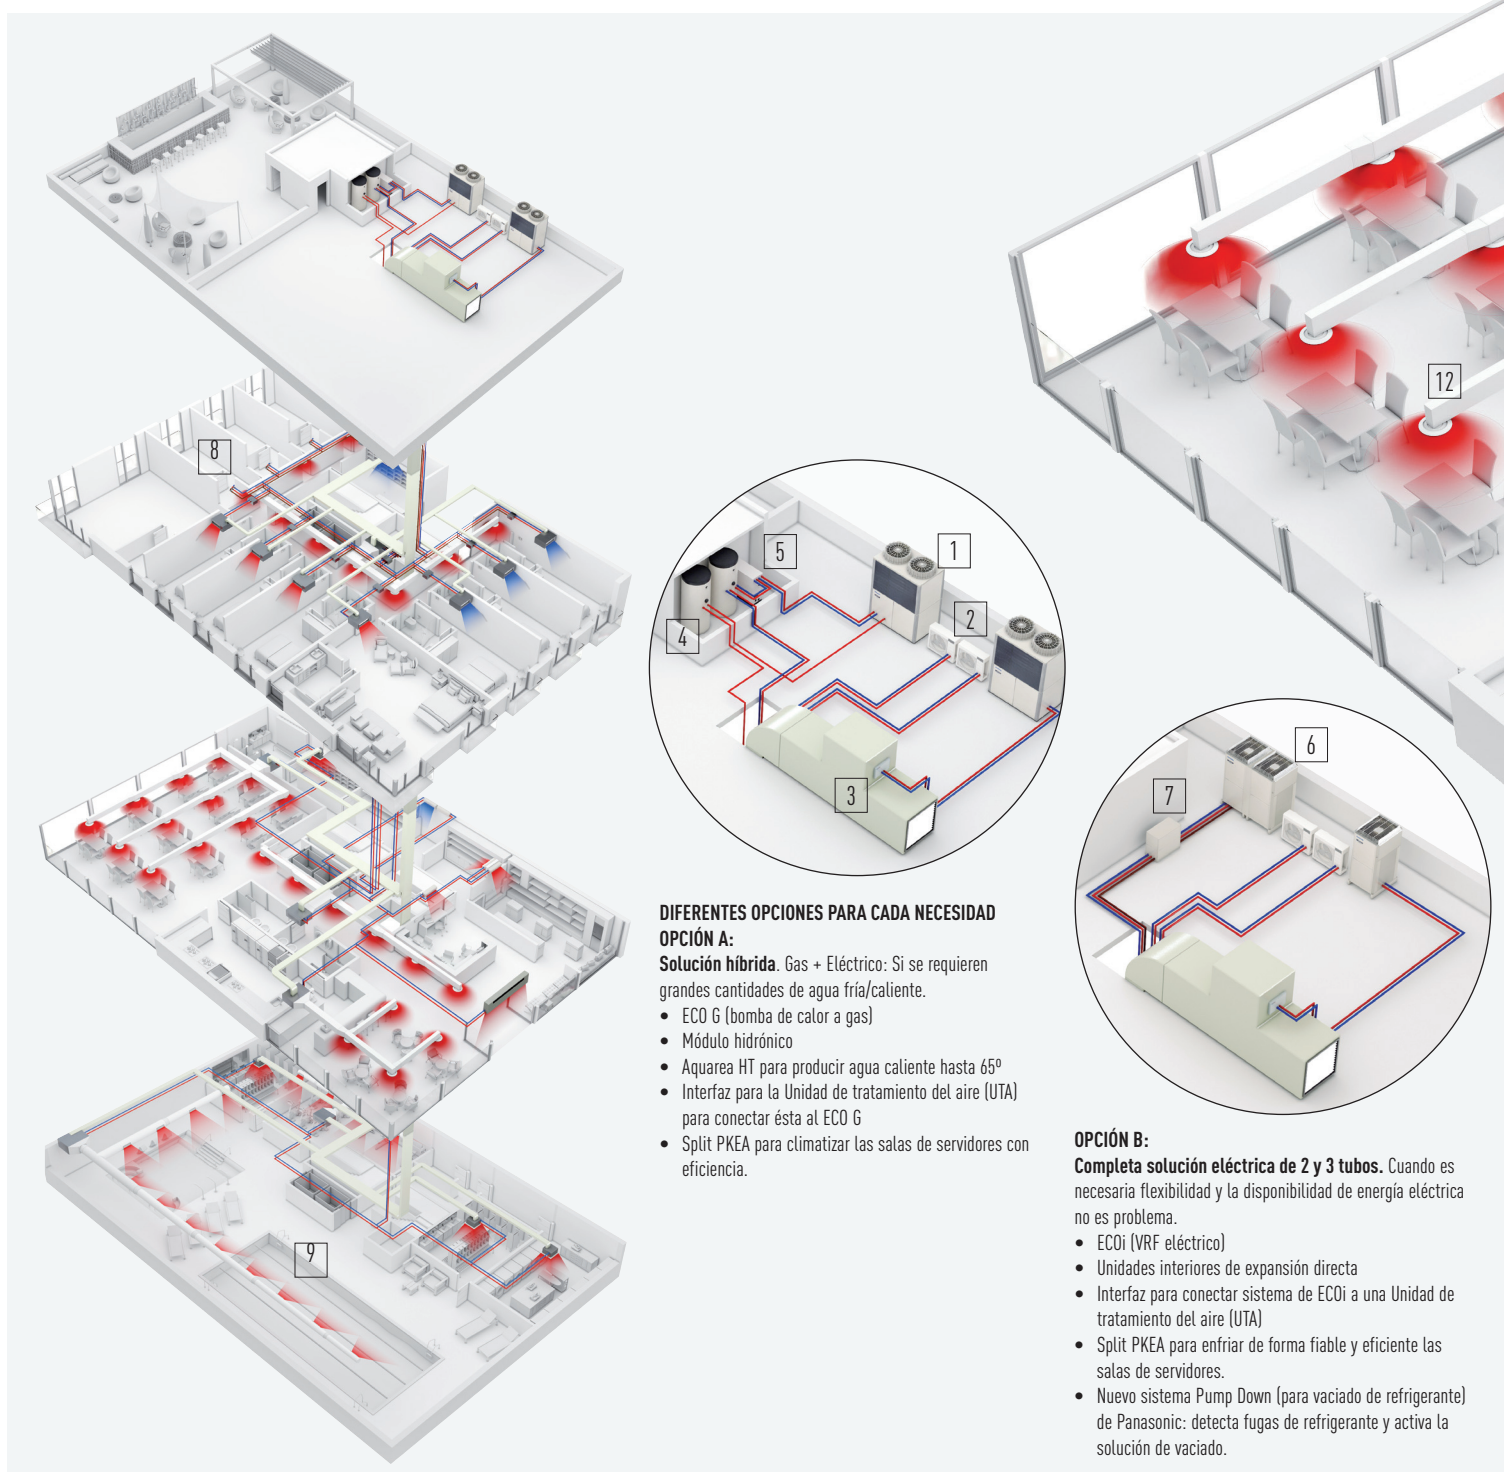 8
12
5
1
2
4
3
6
7
9
DIFERENTES OPCIONES PARA CADA NECESIDAD
OPCIÓN A:
Solución híbrida. Gas + Eléctrico: Si se requieren
grandes cantidades de agua fría/caliente.
• ECO G (bomba de calor a gas)
• Módulo hidrónico
• Aquarea HT para producir agua caliente hasta 65º
• Interfaz para la Unidad de tratamiento del aire (UTA)
para conectar ésta al ECO G
• Split PKEA para climatizar las salas de servidores con
eficiencia.
OPCIÓN B:
Completa solución eléctrica de 2 y 3 tubos. Cuando es
necesaria flexibilidad y la disponibilidad de energía eléctrica
no es problema.
• ECOi (VRF eléctrico)
• Unidades interiores de expansión directa
• Interfaz para conectar sistema de ECOi a una Unidad de
tratamiento del aire (UTA)
• Split PKEA para enfriar de forma fiable y eficiente las
salas de servidores.
• Nuevo sistema Pump Down (para vaciado de refrigerante)
de Panasonic: detecta fugas de refrigerante y activa la
solución de vaciado.